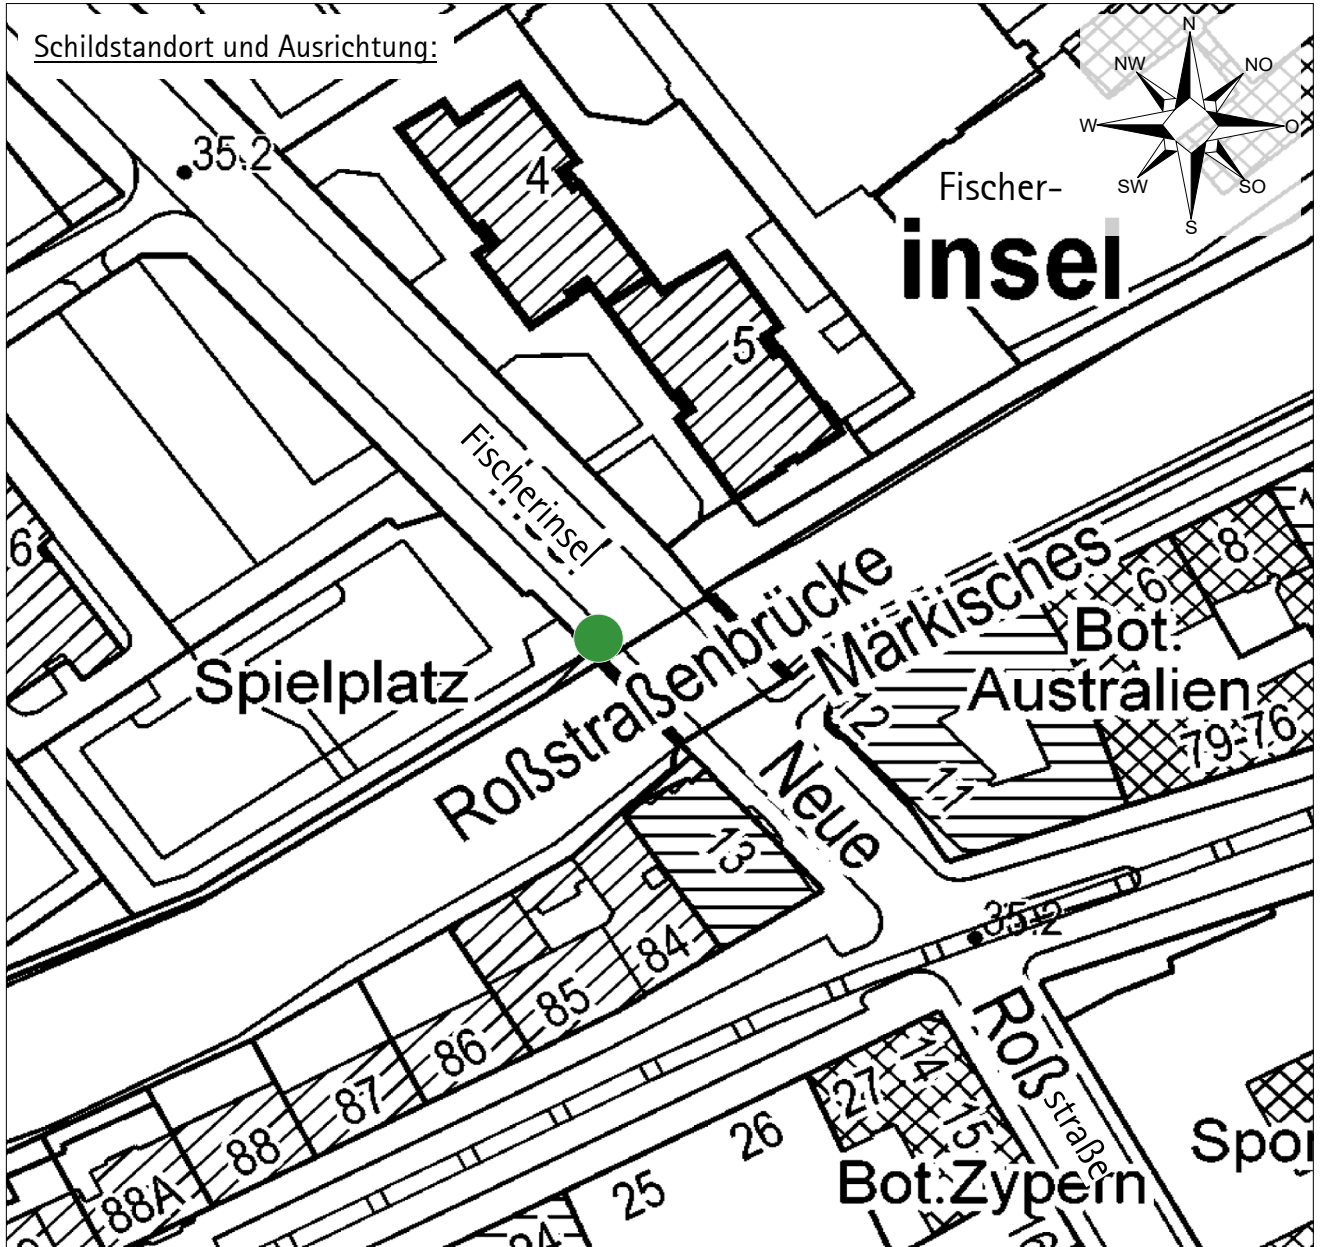 Schildstandort und Ausrichtung:
N
NW
NO
W
O
SW
SO
S
35.2
4
Fischer-
insel
5
Fischerinsel
6
8
6
Märkisches
Roßstraßenbrücke
Bot.
Australien
Spielplatz
12
79-76
11
Neue
13
35.2
84
85
86
87
88
88A
Roß
straße
14
27
15
26
25
Bot.Zypern